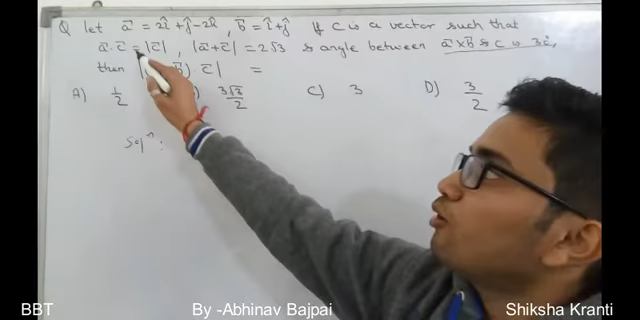 Q let a⃗ = 2î+ĵ-2k̂, b⃗ = î+ĵ If C is a vector such that
a̅.c̅ = |c̅|, |a̅+c̅| = 2√3 & angle between a̅×b̅ & c is
then | b̅) c̅| =
A) 1/2 3√3/2 C) 3 D) 3/2
Solⁿ:
BBT By -Abhinav Bajpai Shiksha Kranti